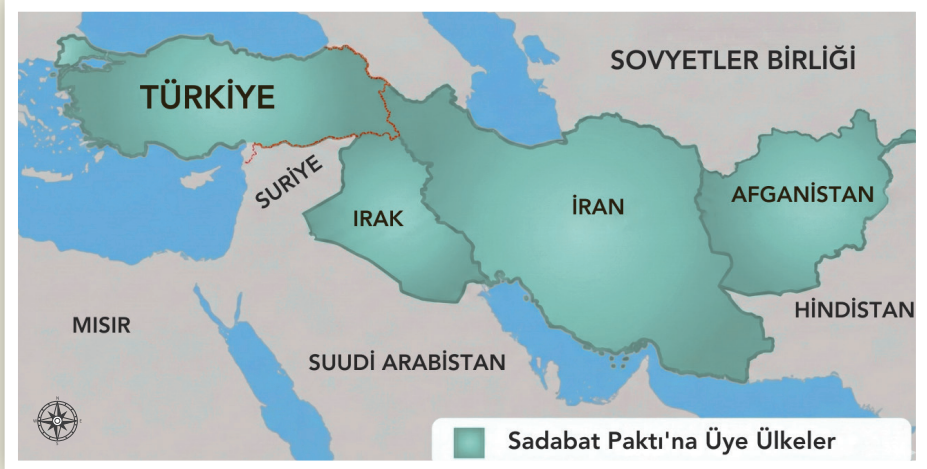 SOVYETLER BİRLİĞİ
TÜRKİYE
SURİYE
IRAK
İRAN
AFGANİSTAN
HİNDİSTAN
MISIR
SUUDİ ARABİSTAN
Sadabat Paktı'na Üye Ülkeler